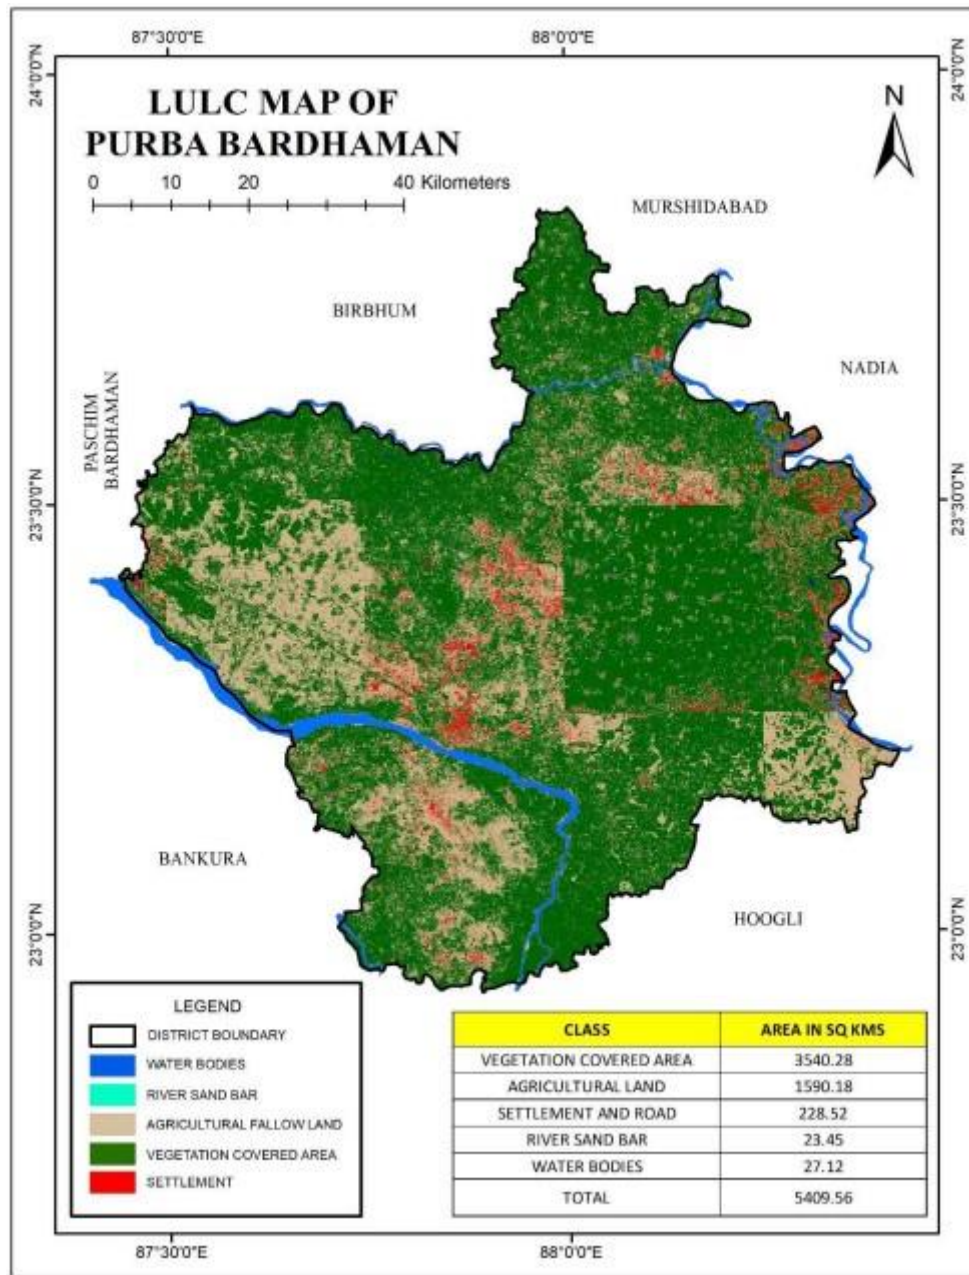 87°30'0"E
88°0'0"E
24°0'0"N
24°0'0"N
LULC MAP OF
PURBA BARDHAMAN
N
0 10 20 40 Kilometers
MURSHIDABAD
BIRBHUM
NADIA
PASCHIM
BARDHAMAN
23°30'0"N
23°30'0"N
BANKURA
HOOGLI
23°0'0"N
23°0'0"N
LEGEND
DISTRICT BOUNDARY
WATER BODIES
RIVER SAND BAR
AGRICULTURAL FALLOW LAND
VEGETATION COVERED AREA
SETTLEMENT
CLASS AREA IN SQ KMS
VEGETATION COVERED AREA 3540.28
AGRICULTURAL LAND 1590.18
SETTLEMENT AND ROAD 228.52
RIVER SAND BAR 23.45
WATER BODIES 27.12
TOTAL 5409.56
87°30'0"E
88°0'0"E